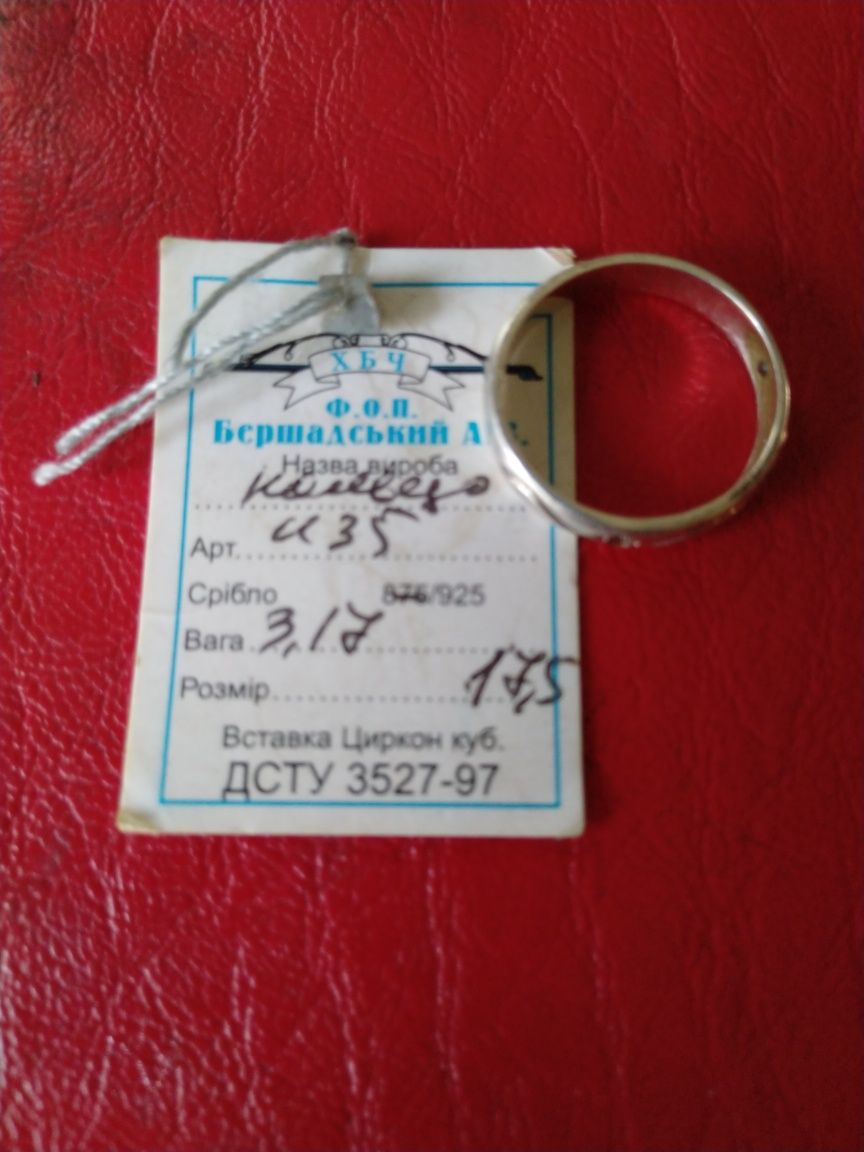 ХБЧ
Ф.О.П.
Бершадський А
Назва вироба
Арт. И 35
Срібло 875/925
Вага 3,17
Розмір 17,5
Вставка Циркон куб.
ДСТУ 3527-97